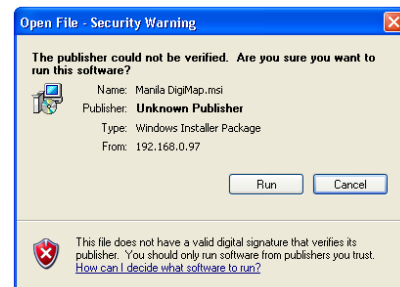 Open File - Security Warning
The publisher could not be verified.  Are you sure you want to
run this software?
Name: Manila DigiMap.msi
Publisher: Unknown Publisher
Type: Windows Installer Package
From: 192.168.0.97
Run Cancel
This file does not have a valid digital signature that verifies its
publisher.  You should only run software from publishers you trust.
How can I decide what software to run?